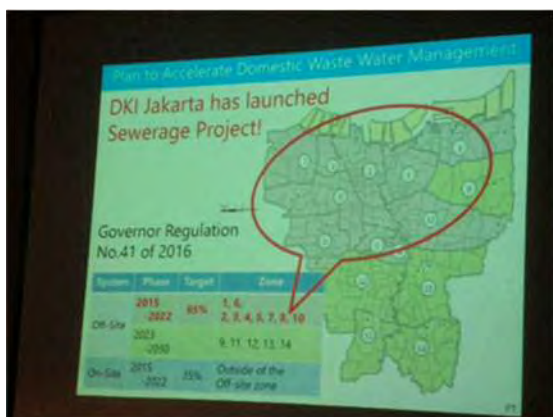 Plan to Accelerate Domestic Waste Water Management
DKI Jakarta has launched
Sewerage Project!
Governor Regulation
No.41 of 2016
System Phase Target Zone
Off-Site 2015 -2022 65% 1, 6, 2, 3, 4, 5, 7, 8, 10
2023 -2050 9, 11, 12, 13, 14
On-Site 2015 -2022 35% Outside of the Off-site zone